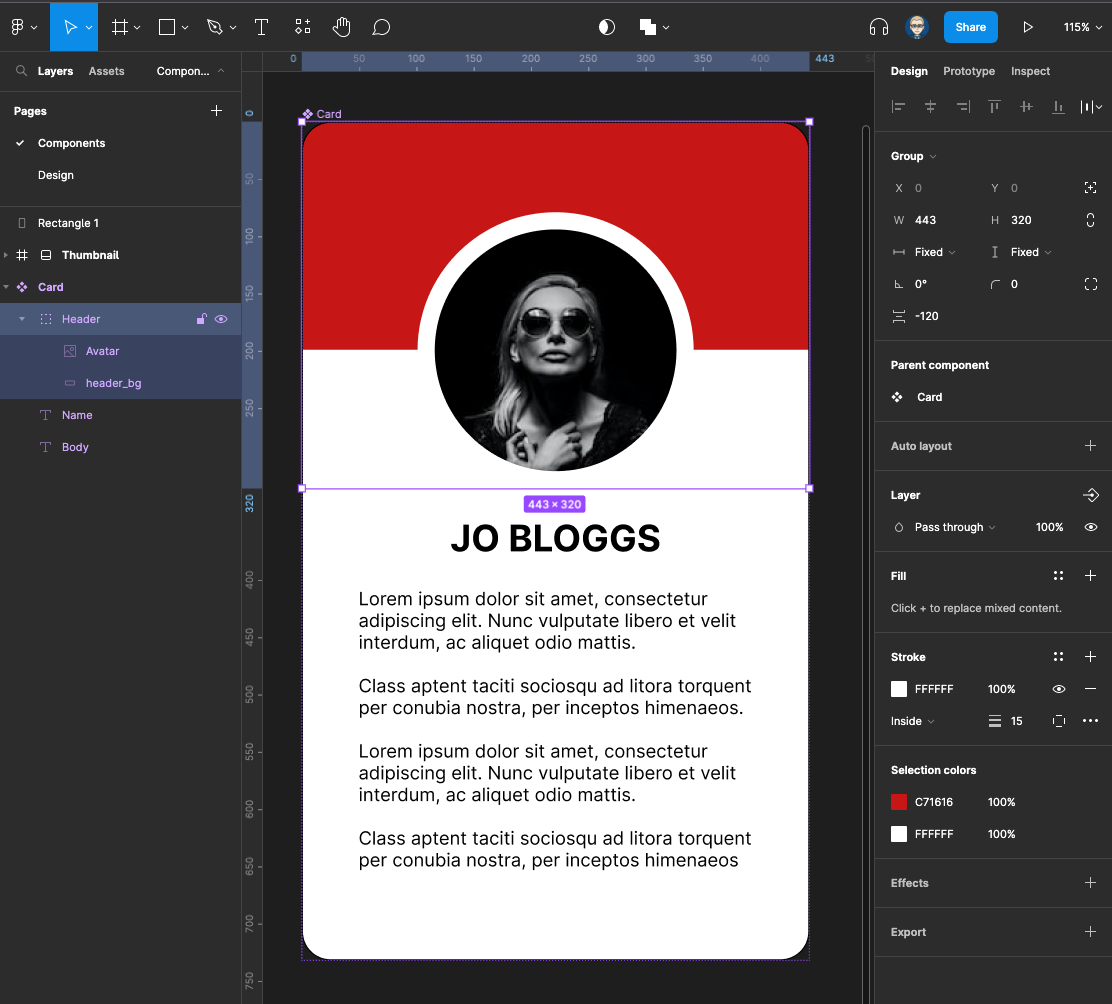 Share
115%
Layers
Assets
Compon...
Pages
Components
Design
Rectangle 1
Thumbnail
Card
Header
Avatar
header_bg
Name
Body
0
50
100
150
200
250
300
350
400
443
0
50
100
150
200
250
320
400
450
500
550
600
650
700
750
Card
443 × 320
JO BLOGGS
Lorem ipsum dolor sit amet, consectetur
adipiscing elit. Nunc vulputate libero et velit
interdum, ac aliquet odio mattis.
Class aptent taciti sociosqu ad litora torquent
per conubia nostra, per inceptos himenaeos.
Lorem ipsum dolor sit amet, consectetur
adipiscing elit. Nunc vulputate libero et velit
interdum, ac aliquet odio mattis.
Class aptent taciti sociosqu ad litora torquent
per conubia nostra, per inceptos himenaeos
Design
Prototype
Inspect
Group
X 0
Y 0
W 443
H 320
Fixed
Fixed
0°
0
-120
Parent component
Card
Auto layout
Layer
Pass through
100%
Fill
Click + to replace mixed content.
Stroke
FFFFFF
100%
Inside
15
Selection colors
C71616
100%
FFFFFF
100%
Effects
Export